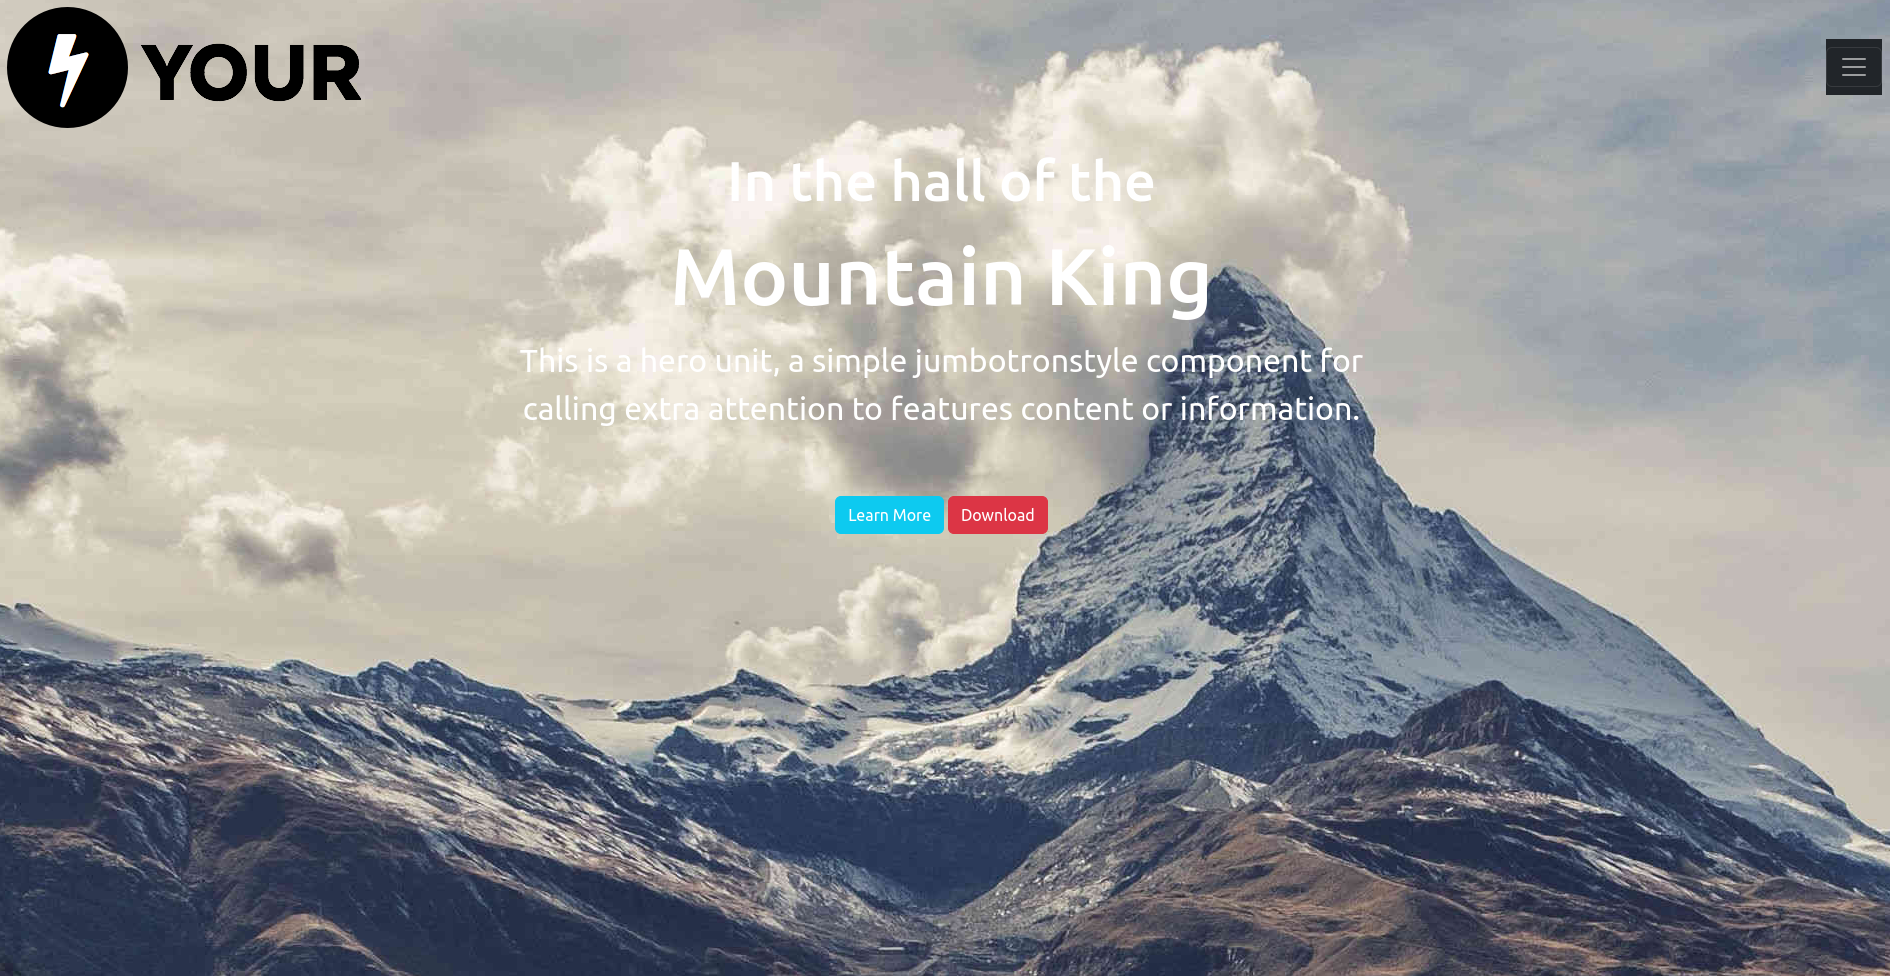 YOUR
In the hall of the
Mountain King
This is a hero unit, a simple jumbotronstyle component for
calling extra attention to features content or information.
Learn More Download